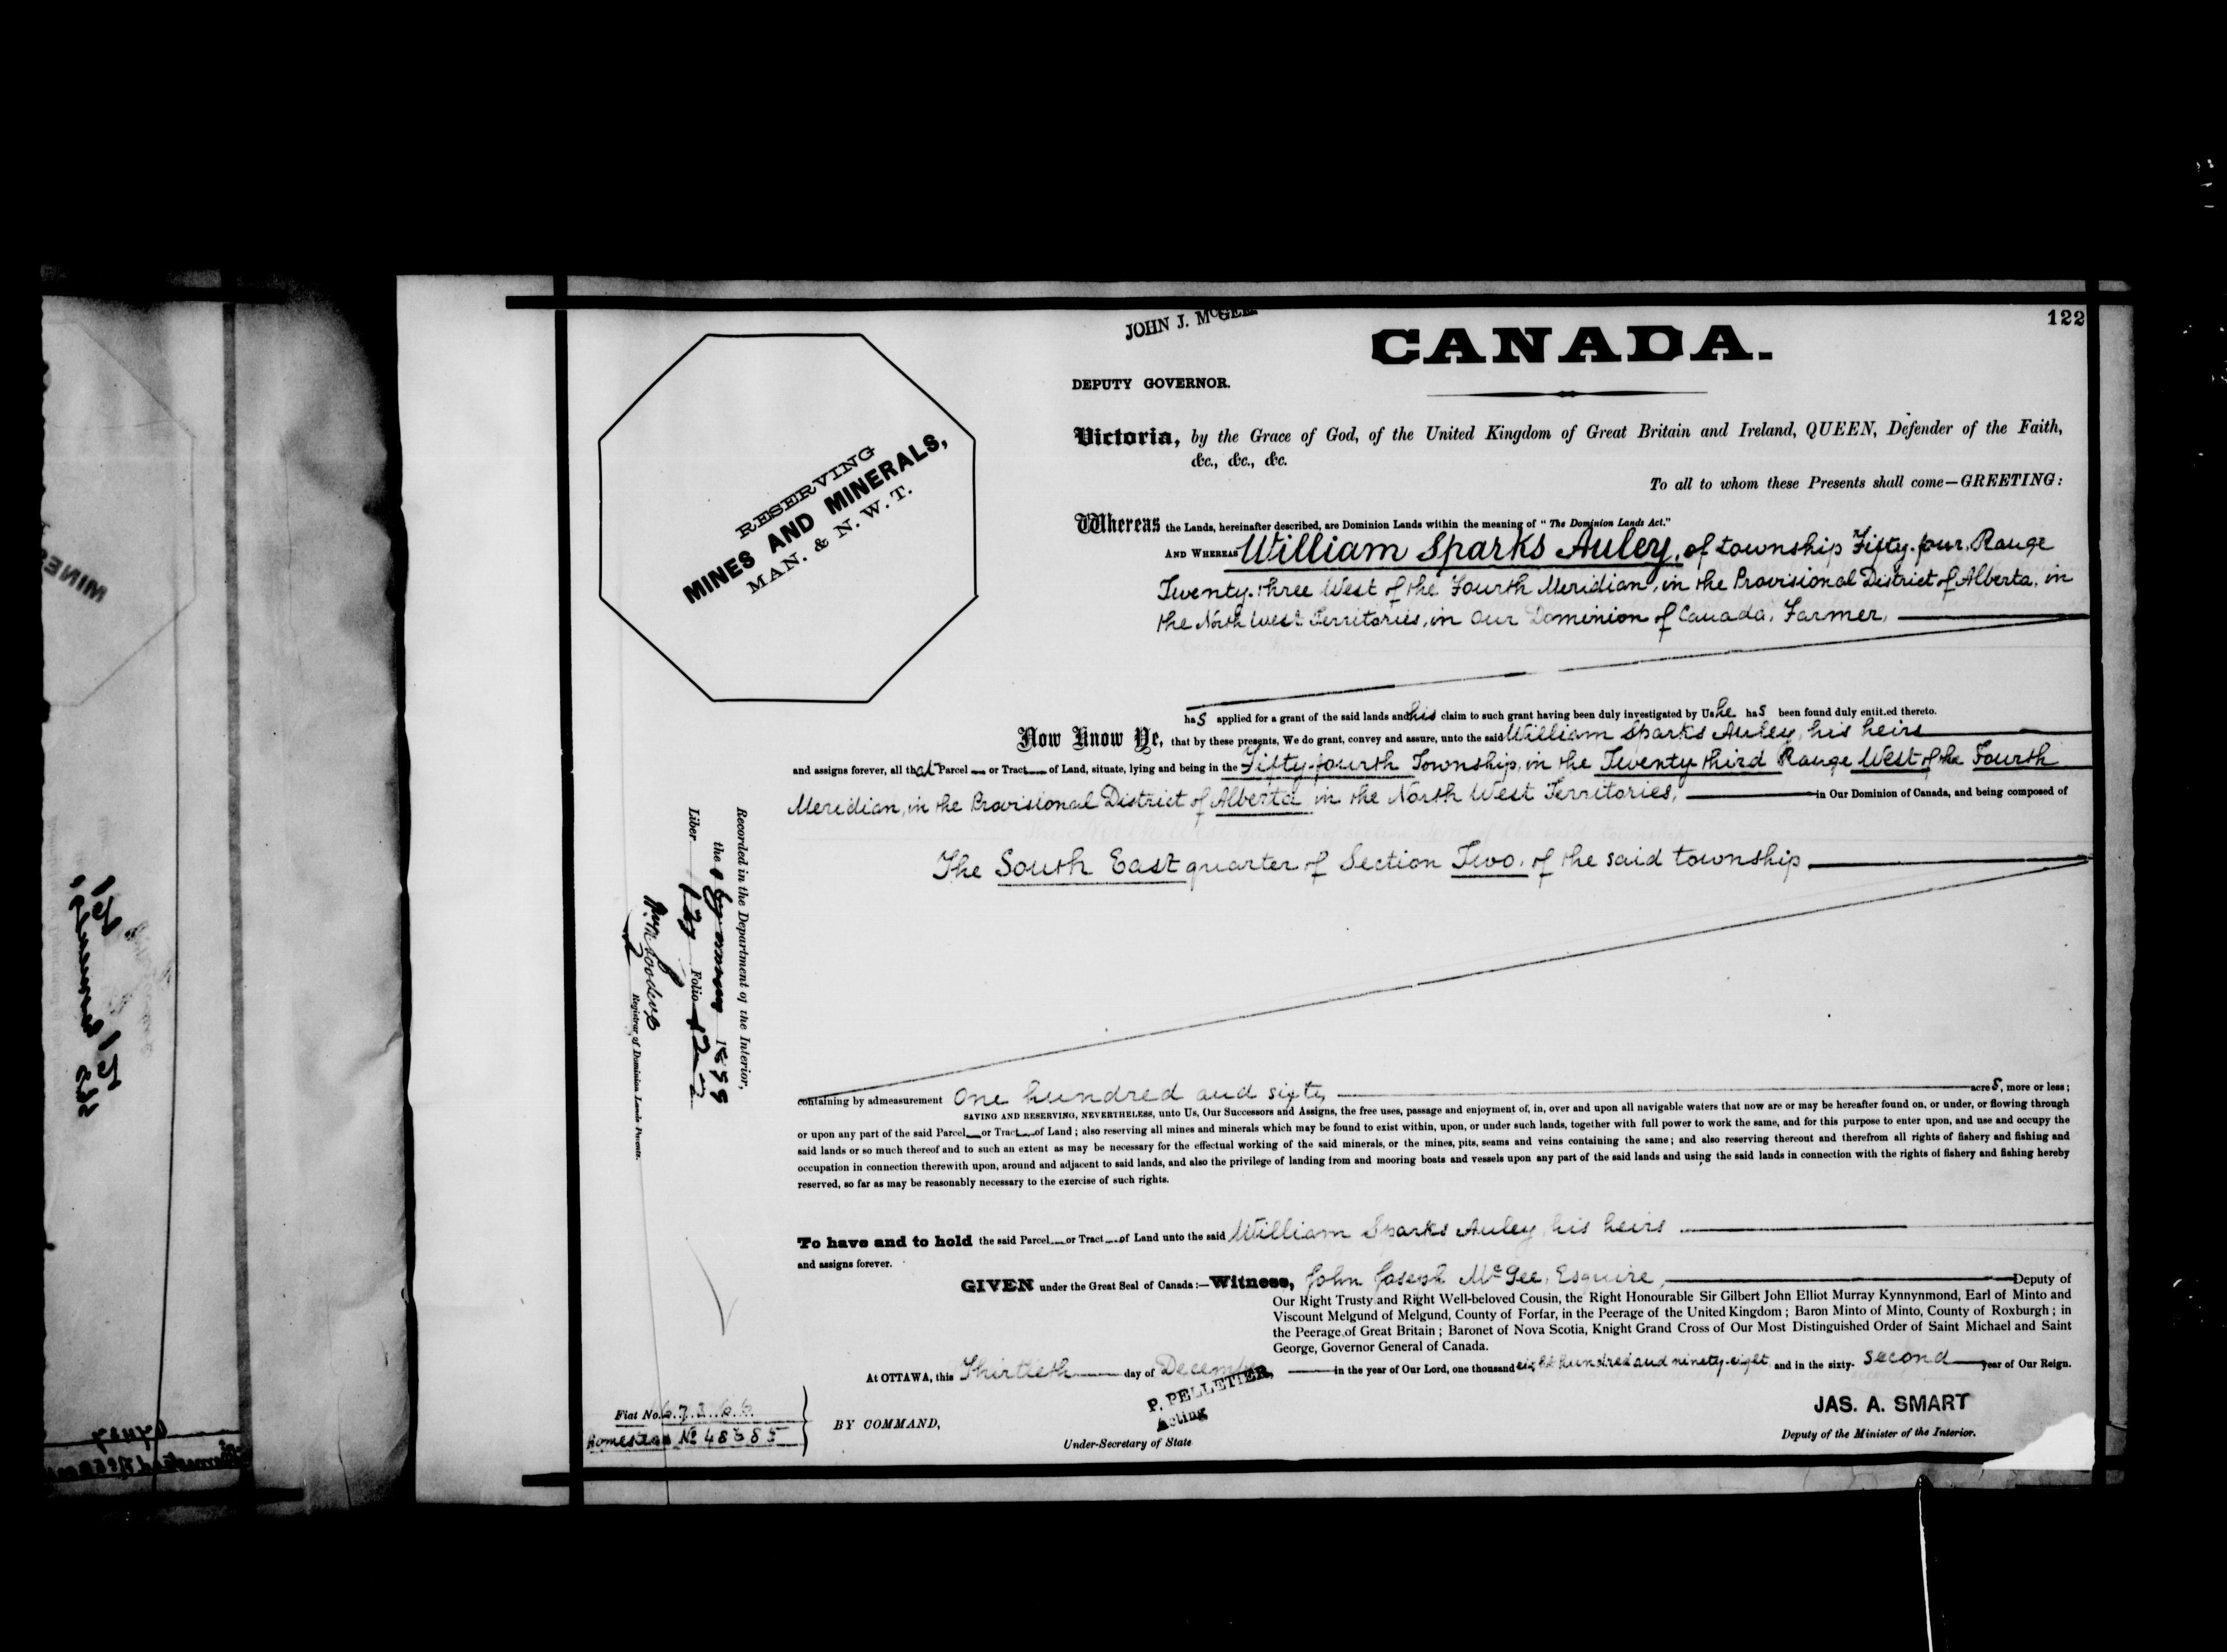 122
JOHN J. McGEE
CANADA.
DEPUTY GOVERNOR.
RESERVING
MINES AND MINERALS,
MAN. & N. W. T.
Victoria, by the Grace of God, of the United Kingdom of Great Britain and Ireland, QUEEN, Defender of the Faith,
&c., &c., &c.
To all to whom these Presents shall come—GREETING:
Whereas the Lands, hereinafter described, are Dominion Lands within the meaning of "The Dominion Lands Act."
AND WHEREAS William Sparks Auley, of township Fifty-four, Range
Twenty-three West of the Fourth Meridian, in the Provisional District of Alberta, in
the North West Territories, in Our Dominion of Canada, Farmer,
has applied for a grant of the said lands and his claim to such grant having been duly investigated by Us he has been found duly entitled thereto.
Now Know Ye, that by these presents, We do grant, convey and assure, unto the said William Sparks Auley, his heirs
and assigns forever, all that Parcel or Tract of Land, situate, lying and being in the Fifty-fourth Township, in the Twenty third Range West of the Fourth
Meridian, in the Provisional District of Alberta in the North West Territories, in Our Dominion of Canada, and being composed of
The South East quarter of Section Two, of the said township
Recorded in the Department of the Interior,
the 1899
Liber 127 Folio 122
Registrar of Dominion Lands Patents.
containing by admeasurement One hundred and sixty acres, more or less;
SAVING AND RESERVING, NEVERTHELESS, unto Us, Our Successors and Assigns, the free uses, passage and enjoyment of, in, over and upon all navigable waters that now are or may be hereafter found on, or under, or flowing through
or upon any part of the said Parcel or Tract of Land; also reserving all mines and minerals which may be found to exist within, upon, or under such lands, together with full power to work the same, and for this purpose to enter upon, and use and occupy the
said lands or so much thereof and to such an extent as may be necessary for the effectual working of the said minerals, or the mines, pits, seams and veins containing the same; and also reserving thereout and therefrom all rights of fishery and fishing and
occupation in connection therewith upon, around and adjacent to said lands, and also the privilege of landing from and mooring boats and vessels upon any part of the said lands and using the said lands in connection with the rights of fishery and fishing hereby
reserved, so far as may be reasonably necessary to the exercise of such rights.
To have and to hold the said Parcel or Tract of Land unto the said William Sparks Auley, his heirs
and assigns forever.
GIVEN under the Great Seal of Canada:—Witness, John Joseph McGee, Esquire, Deputy of
Our Right Trusty and Right Well-beloved Cousin, the Right Honourable Sir Gilbert John Elliot Murray Kynnynmond, Earl of Minto and
Viscount Melgund of Melgund, County of Forfar, in the Peerage of the United Kingdom; Baron Minto of Minto, County of Roxburgh; in
the Peerage of Great Britain; Baronet of Nova Scotia, Knight Grand Cross of Our Most Distinguished Order of Saint Michael and Saint
George, Governor General of Canada.
At OTTAWA, this Thirtieth day of December in the year of Our Lord, one thousand eight hundred and ninety-eight and in the sixty-second year of Our Reign.
P. PELLETIER,
Acting
JAS. A. SMART
Fiat No. 67366
BY COMMAND,
Homestead No 48585
Under-Secretary of State
Deputy of the Minister of the Interior.